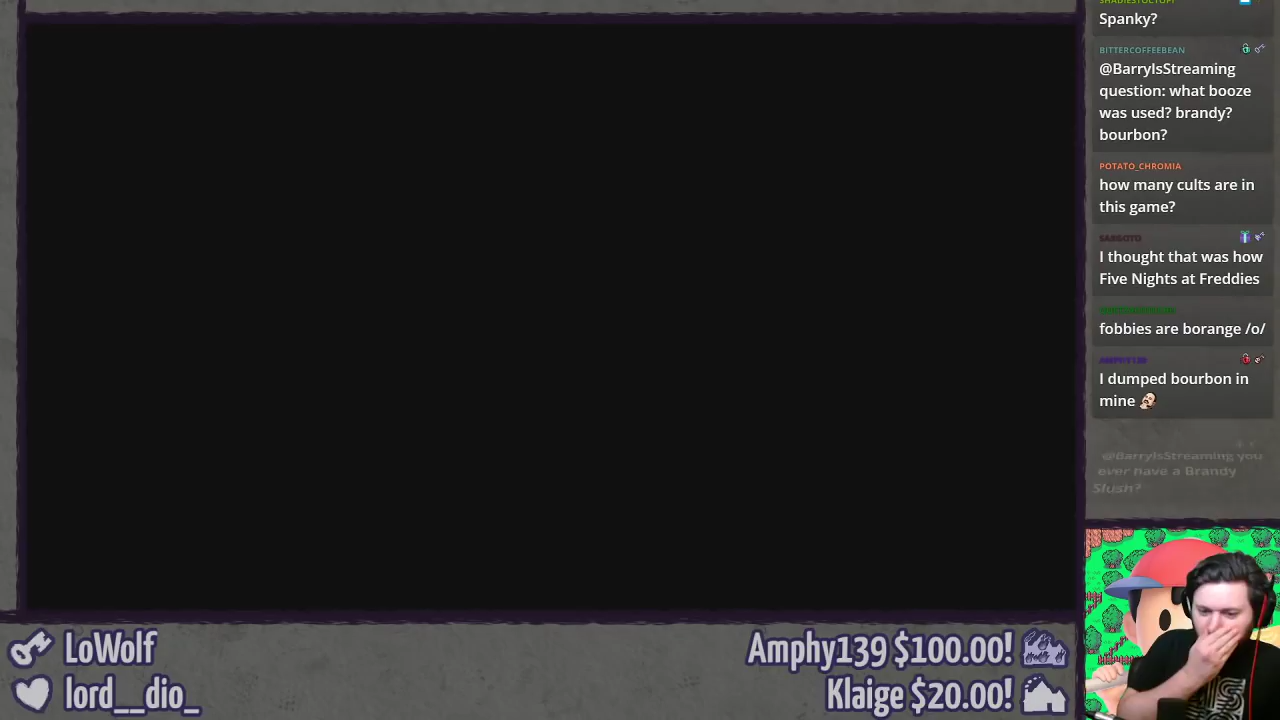 Spanky?
BITTERCOFFEEBEAN
@BarryIsStreaming
question: what booze
was used? brandy?
bourbon?
POTATO_CHROMIA
how many cults are in
this game?
I thought that was how
Five Nights at Freddies
fobbies are borange /o/
AMPHY139
I dumped bourbon in
mine
@BarryIsStreaming you
ever have a Brandy
Slush?
LoWolf
lord__dio_
Amphy139 $100.00!
Klaige $20.00!